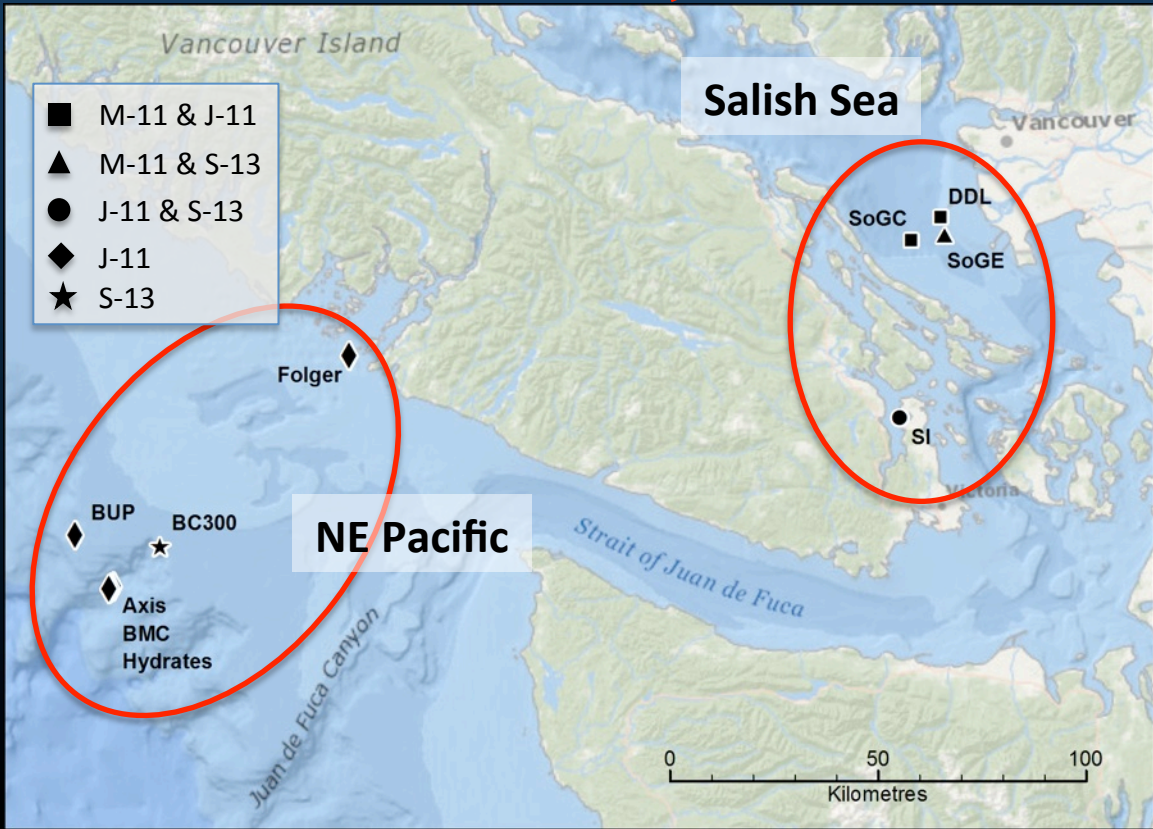 Vancouver Island
M-11 & J-11
M-11 & S-13
J-11 & S-13
J-11
S-13
Salish Sea
Vancouver
DDL
SoGC
SoGE
Folger
SI
Victoria
BUP
BC300
NE Pacific
Strait of Juan de Fuca
Axis
BMC
Hydrates
Juan de Fuca Canyon
0 50 100
Kilometres